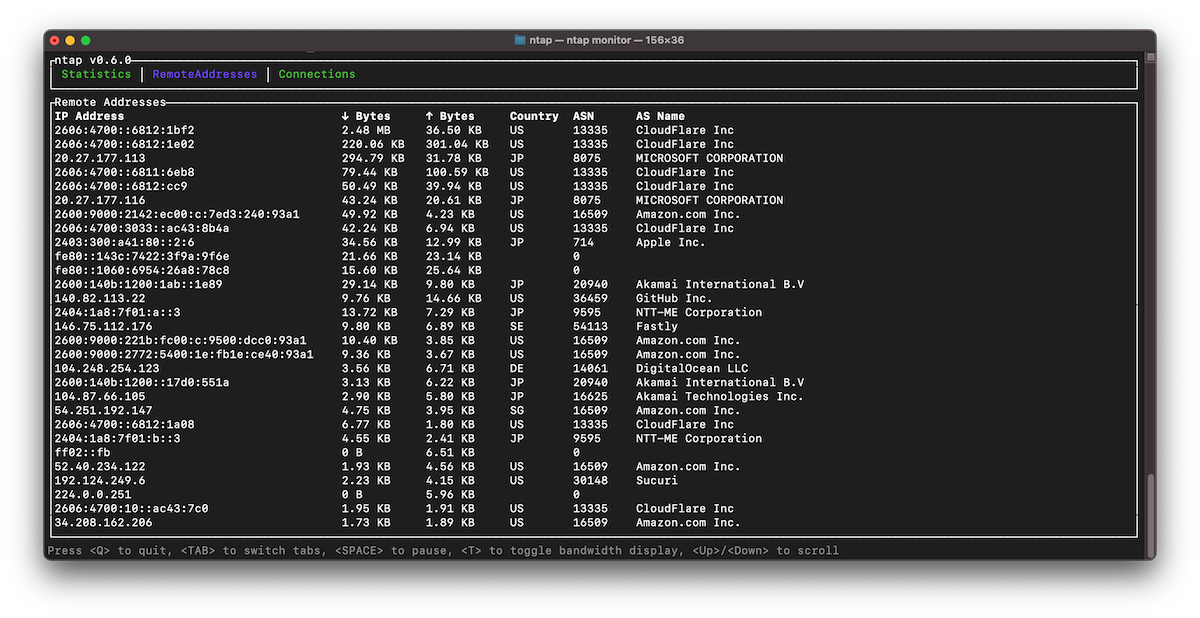 ntap — ntap monitor — 156×36
ntap v0.6.0
Statistics | RemoteAddresses | Connections
Remote Addresses
IP Address ↓ Bytes ↑ Bytes Country ASN AS Name
2606:4700::6812:1bf2 2.48 MB 36.50 KB US 13335 CloudFlare Inc
2606:4700::6812:1e02 220.06 KB 301.04 KB US 13335 CloudFlare Inc
20.27.177.113 294.79 KB 31.78 KB JP 8075 MICROSOFT CORPORATION
2606:4700::6811:6eb8 79.44 KB 100.59 KB US 13335 CloudFlare Inc
2606:4700::6812:cc9 50.49 KB 39.94 KB US 13335 CloudFlare Inc
20.27.177.116 43.24 KB 20.61 KB JP 8075 MICROSOFT CORPORATION
2600:9000:2142:ec00:c:7ed3:240:93a1 49.92 KB 4.23 KB US 16509 Amazon.com Inc.
2606:4700:3033::ac43:8b4a 42.24 KB 6.94 KB US 13335 CloudFlare Inc
2403:300:a41:80::2:6 34.56 KB 12.99 KB JP 714 Apple Inc.
fe80::143c:7422:3f9a:9f6e 21.66 KB 23.14 KB 0
fe80::1060:6954:26a8:78c8 15.60 KB 25.64 KB 0
2600:140b:1200:1ab::1e89 29.14 KB 9.80 KB JP 20940 Akamai International B.V
140.82.113.22 9.76 KB 14.66 KB US 36459 GitHub Inc.
2404:1a8:7f01:a::3 13.72 KB 7.29 KB JP 9595 NTT-ME Corporation
146.75.112.176 9.80 KB 6.89 KB SE 54113 Fastly
2600:9000:221b:fc00:c:9500:dcc0:93a1 10.40 KB 3.85 KB US 16509 Amazon.com Inc.
2600:9000:2772:5400:1e:fb1e:ce40:93a1 9.36 KB 3.67 KB US 16509 Amazon.com Inc.
104.248.254.123 3.56 KB 6.71 KB DE 14061 DigitalOcean LLC
2600:140b:1200::17d0:551a 3.13 KB 6.22 KB JP 20940 Akamai International B.V
104.87.66.105 2.90 KB 5.80 KB JP 16625 Akamai Technologies Inc.
54.251.192.147 4.75 KB 3.95 KB SG 16509 Amazon.com Inc.
2606:4700::6812:1a08 6.77 KB 1.80 KB US 13335 CloudFlare Inc
2404:1a8:7f01:b::3 4.55 KB 2.41 KB JP 9595 NTT-ME Corporation
ff02::fb 0 B 6.51 KB 0
52.40.234.122 1.93 KB 4.56 KB US 16509 Amazon.com Inc.
192.124.249.6 2.23 KB 4.15 KB US 30148 Sucuri
224.0.0.251 0 B 5.96 KB 0
2606:4700:10::ac43:7c0 1.95 KB 1.91 KB US 13335 CloudFlare Inc
34.208.162.206 1.73 KB 1.89 KB US 16509 Amazon.com Inc.
Press <Q> to quit, <TAB> to switch tabs, <SPACE> to pause, <T> to toggle bandwidth display, <Up>/<Down> to scroll